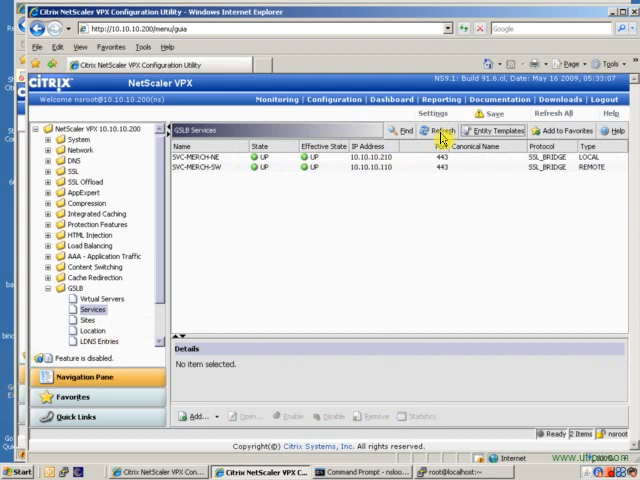 Citrix NetScaler VPX Configuration Utility - Windows Internet Explorer
http://10.10.10.200/menu/guia
Google
File Edit View Favorites Tools Help
Citrix NetScaler VPX Configuration Utility
Page Tools
CITRIX NetScaler VPX
NS9.1: Build 91.6.cl, Date: May 16 2009, 05:33:07
Welcome nsroot@10.10.10.200(ns)
Monitoring | Configuration | Dashboard | Reporting | Documentation | Downloads | Logout
Settings Save Refresh All Help
NetScaler VPX 10.10.10.200
System
Network
DNS
SSL
SSL Offload
AppExpert
Compression
Integrated Caching
Protection Features
HTML Injection
Load Balancing
AAA - Application Traffic
Content Switching
Cache Redirection
GSLB
Virtual Servers
Services
Sites
Location
LDNS Entries
Feature is disabled.
Navigation Pane
Favorites
Quick Links
GSLB Services
Find Refresh Entity Templates Add to Favorites Help
Name State Effective State IP Address Port Canonical Name Protocol Type
SVC-MERCH-NE UP UP 10.10.10.210 443 SSL_BRIDGE LOCAL
SVC-MERCH-SW UP UP 10.10.10.110 443 SSL_BRIDGE REMOTE
Details
No item selected.
Add... Open... Enable Disable Remove Statistics
Ready 2 Items nsroot
Copyright(©) Citrix Systems, Inc. All rights reserved.
Internet
Start
Citrix NetScaler VPX Con...
Citrix NetScaler VPX C...
Command Prompt - nsloo...
root@localhost:~